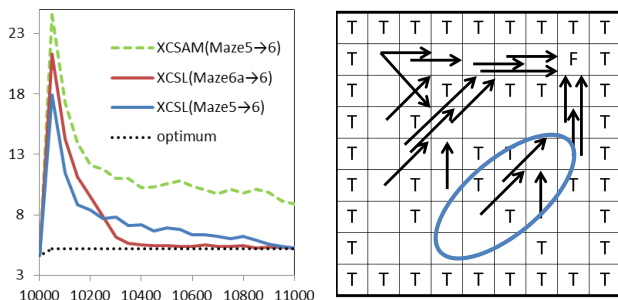 23
18
13
8
3
10000 10200 10400 10600 10800 11000
XCSAM(Maze5→6)
XCSL(Maze6a→6)
XCSL(Maze5→6)
optimum
T T T T T T T T T
T F T
T T T T T T
T T T T
T T T T T T
T T T T T T
T T T T
T T T
T T T T T T T T T